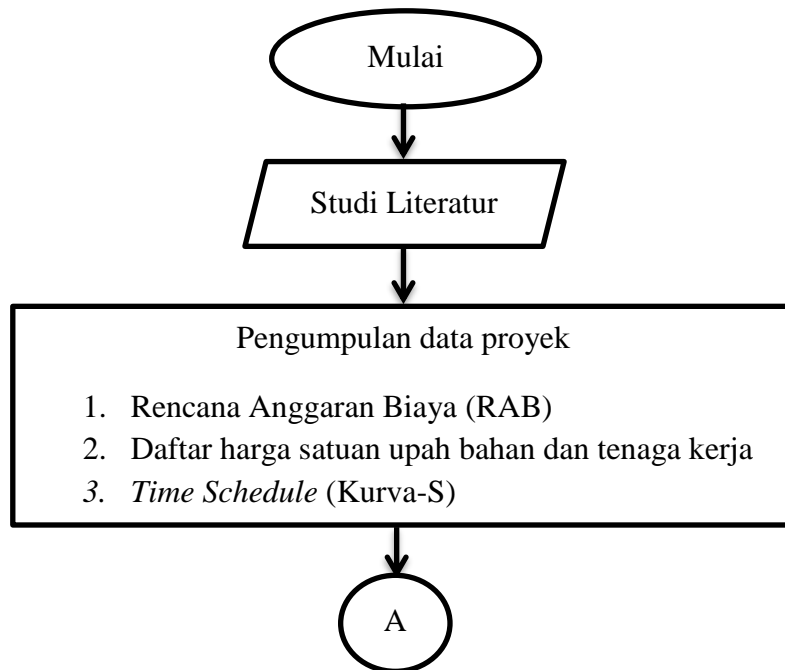 Mulai
Studi Literatur
Pengumpulan data proyek
1. Rencana Anggaran Biaya (RAB)
2. Daftar harga satuan upah bahan dan tenaga kerja
3. Time Schedule (Kurva-S)
A